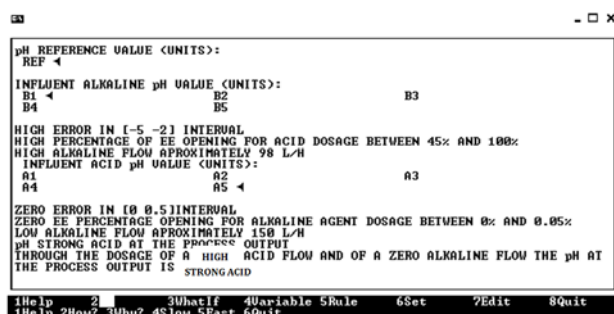 pH REFERENCE VALUE (UNITS):
REF ◄
INFLUENT ALKALINE pH VALUE (UNITS):
B1 ◄ B2 B3
B4 B5
HIGH ERROR IN [-5 -2] INTERVAL
HIGH PERCENTAGE OF EE OPENING FOR ACID DOSAGE BETWEEN 45% AND 100%
HIGH ALKALINE FLOW APROXIMATELY 98 L/H
INFLUENT ACID pH VALUE (UNITS):
A1 A2 A3
A4 A5 ◄
ZERO ERROR IN [0 0.5]INTERVAL
ZERO EE PERCENTAGE OPENING FOR ALKALINE AGENT DOSAGE BETWEEN 0% AND 0.05%
LOW ALKALINE FLOW APROXIMATELY 150 L/H
pH STRONG ACID AT THE PROCESS OUTPUT
THROUGH THE DOSAGE OF A HIGH ACID FLOW AND OF A ZERO ALKALINE FLOW THE pH AT
THE PROCESS OUTPUT IS STRONG ACID
1Help 2 3WhatIf 4Variable 5Rule 6Set 7Edit 8Quit
1Help 2How? 3Why? 4Slow 5Fast 6Quit